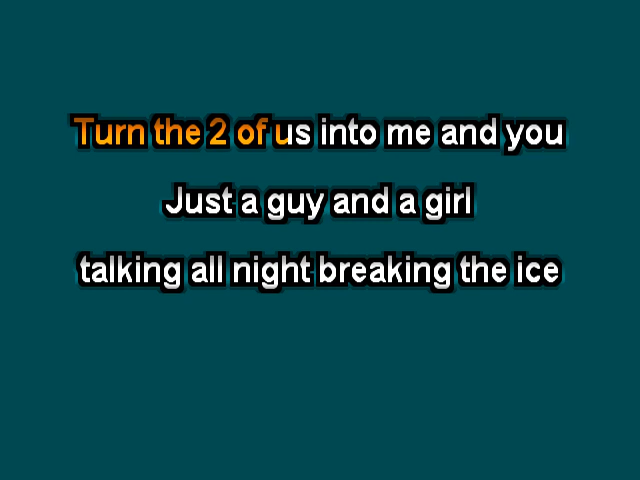 Turn the 2 of us into me and you
Just a guy and a girl
talking all night breaking the ice